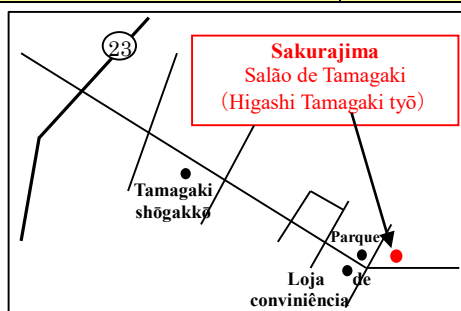 23
Sakurajima
Salão de Tamagaki
(Higashi Tamagaki tyō)
Tamagaki
shōgakkō
Parque
Loja de
conviniência